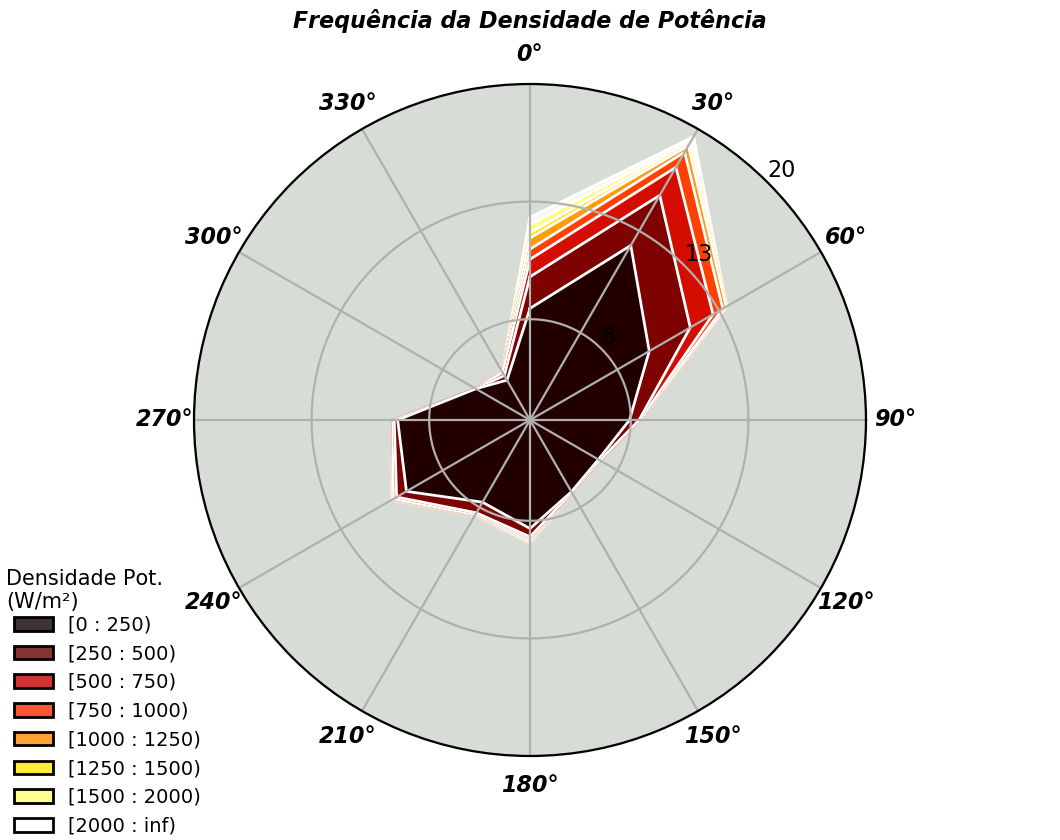 Frequência da Densidade de Potência
0°
330°
30°
20
300°
60°
13
6
270°
90°
240°
120°
210°
150°
180°
Densidade Pot.
(W/m²)
[0 : 250)
[250 : 500)
[500 : 750)
[750 : 1000)
[1000 : 1250)
[1250 : 1500)
[1500 : 2000)
[2000 : inf)